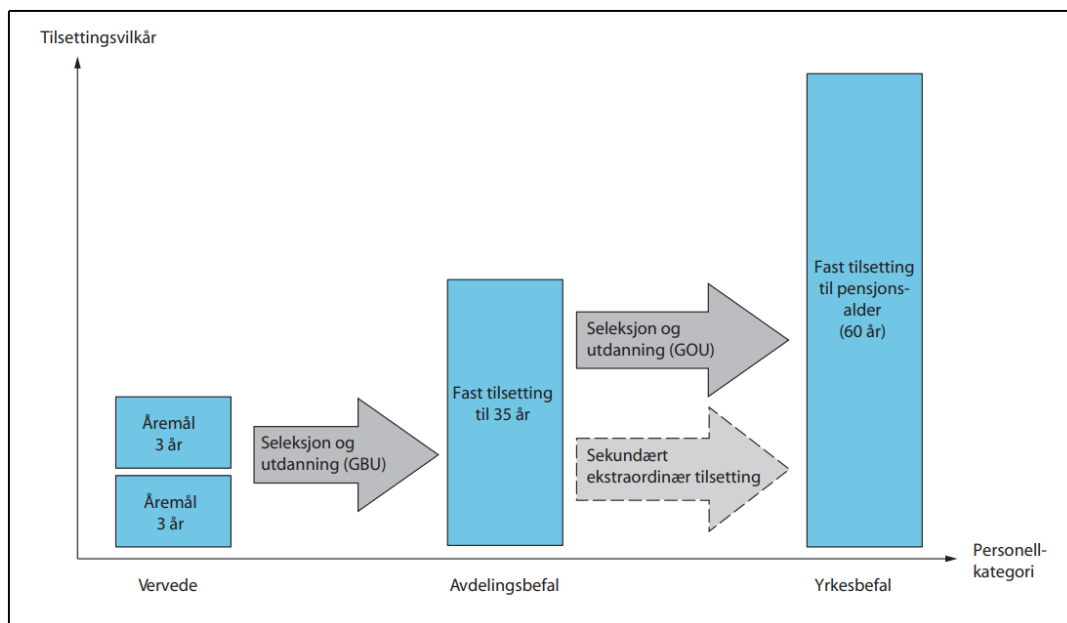 Tilsettingsvilkår
Fast tilsetting
til pensjons-
alder
(60 år)
Seleksjon og
utdanning (GOU)
Fast tilsetting
til 35 år
Åremål
3 år
Seleksjon og
utdanning (GBU)
Sekundært
ekstraordinær tilsetting
Åremål
3 år
Personell-
kategori
Vervede
Avdelingsbefal
Yrkesbefal